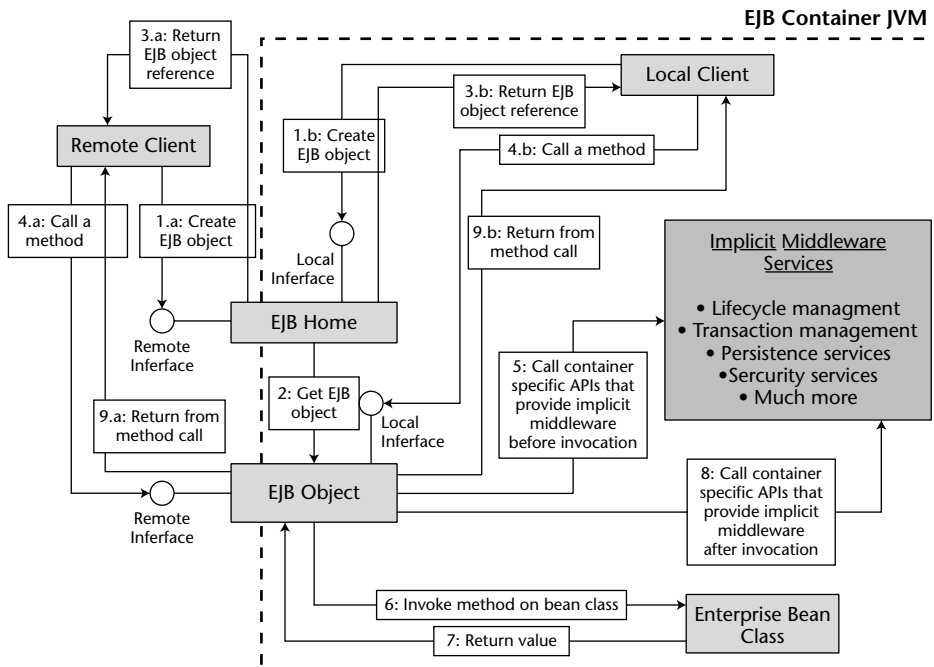 EJB Container JVM
3.a: Return
EJB object
reference
Local Client
3.b: Return EJB
object reference
1.b: Create
EJB object
4.b: Call a method
Remote Client
4.a: Call a
method
1.a: Create
EJB object
9.b: Return from
method call
Local
Inferface
Implicit Middleware
Services
• Lifecycle managment
• Transaction management
• Persistence services
•Sercurity services
• Much more
EJB Home
Remote
Inferface
5: Call container
specific APIs that
provide implicit
middleware
before invocation
2: Get EJB
object
Local
Inferface
9.a: Return from
method call
EJB Object
Remote
Inferface
8: Call container
specific APIs that
provide implicit
middleware
after invocation
6: Invoke method on bean class
7: Return value
Enterprise Bean
Class